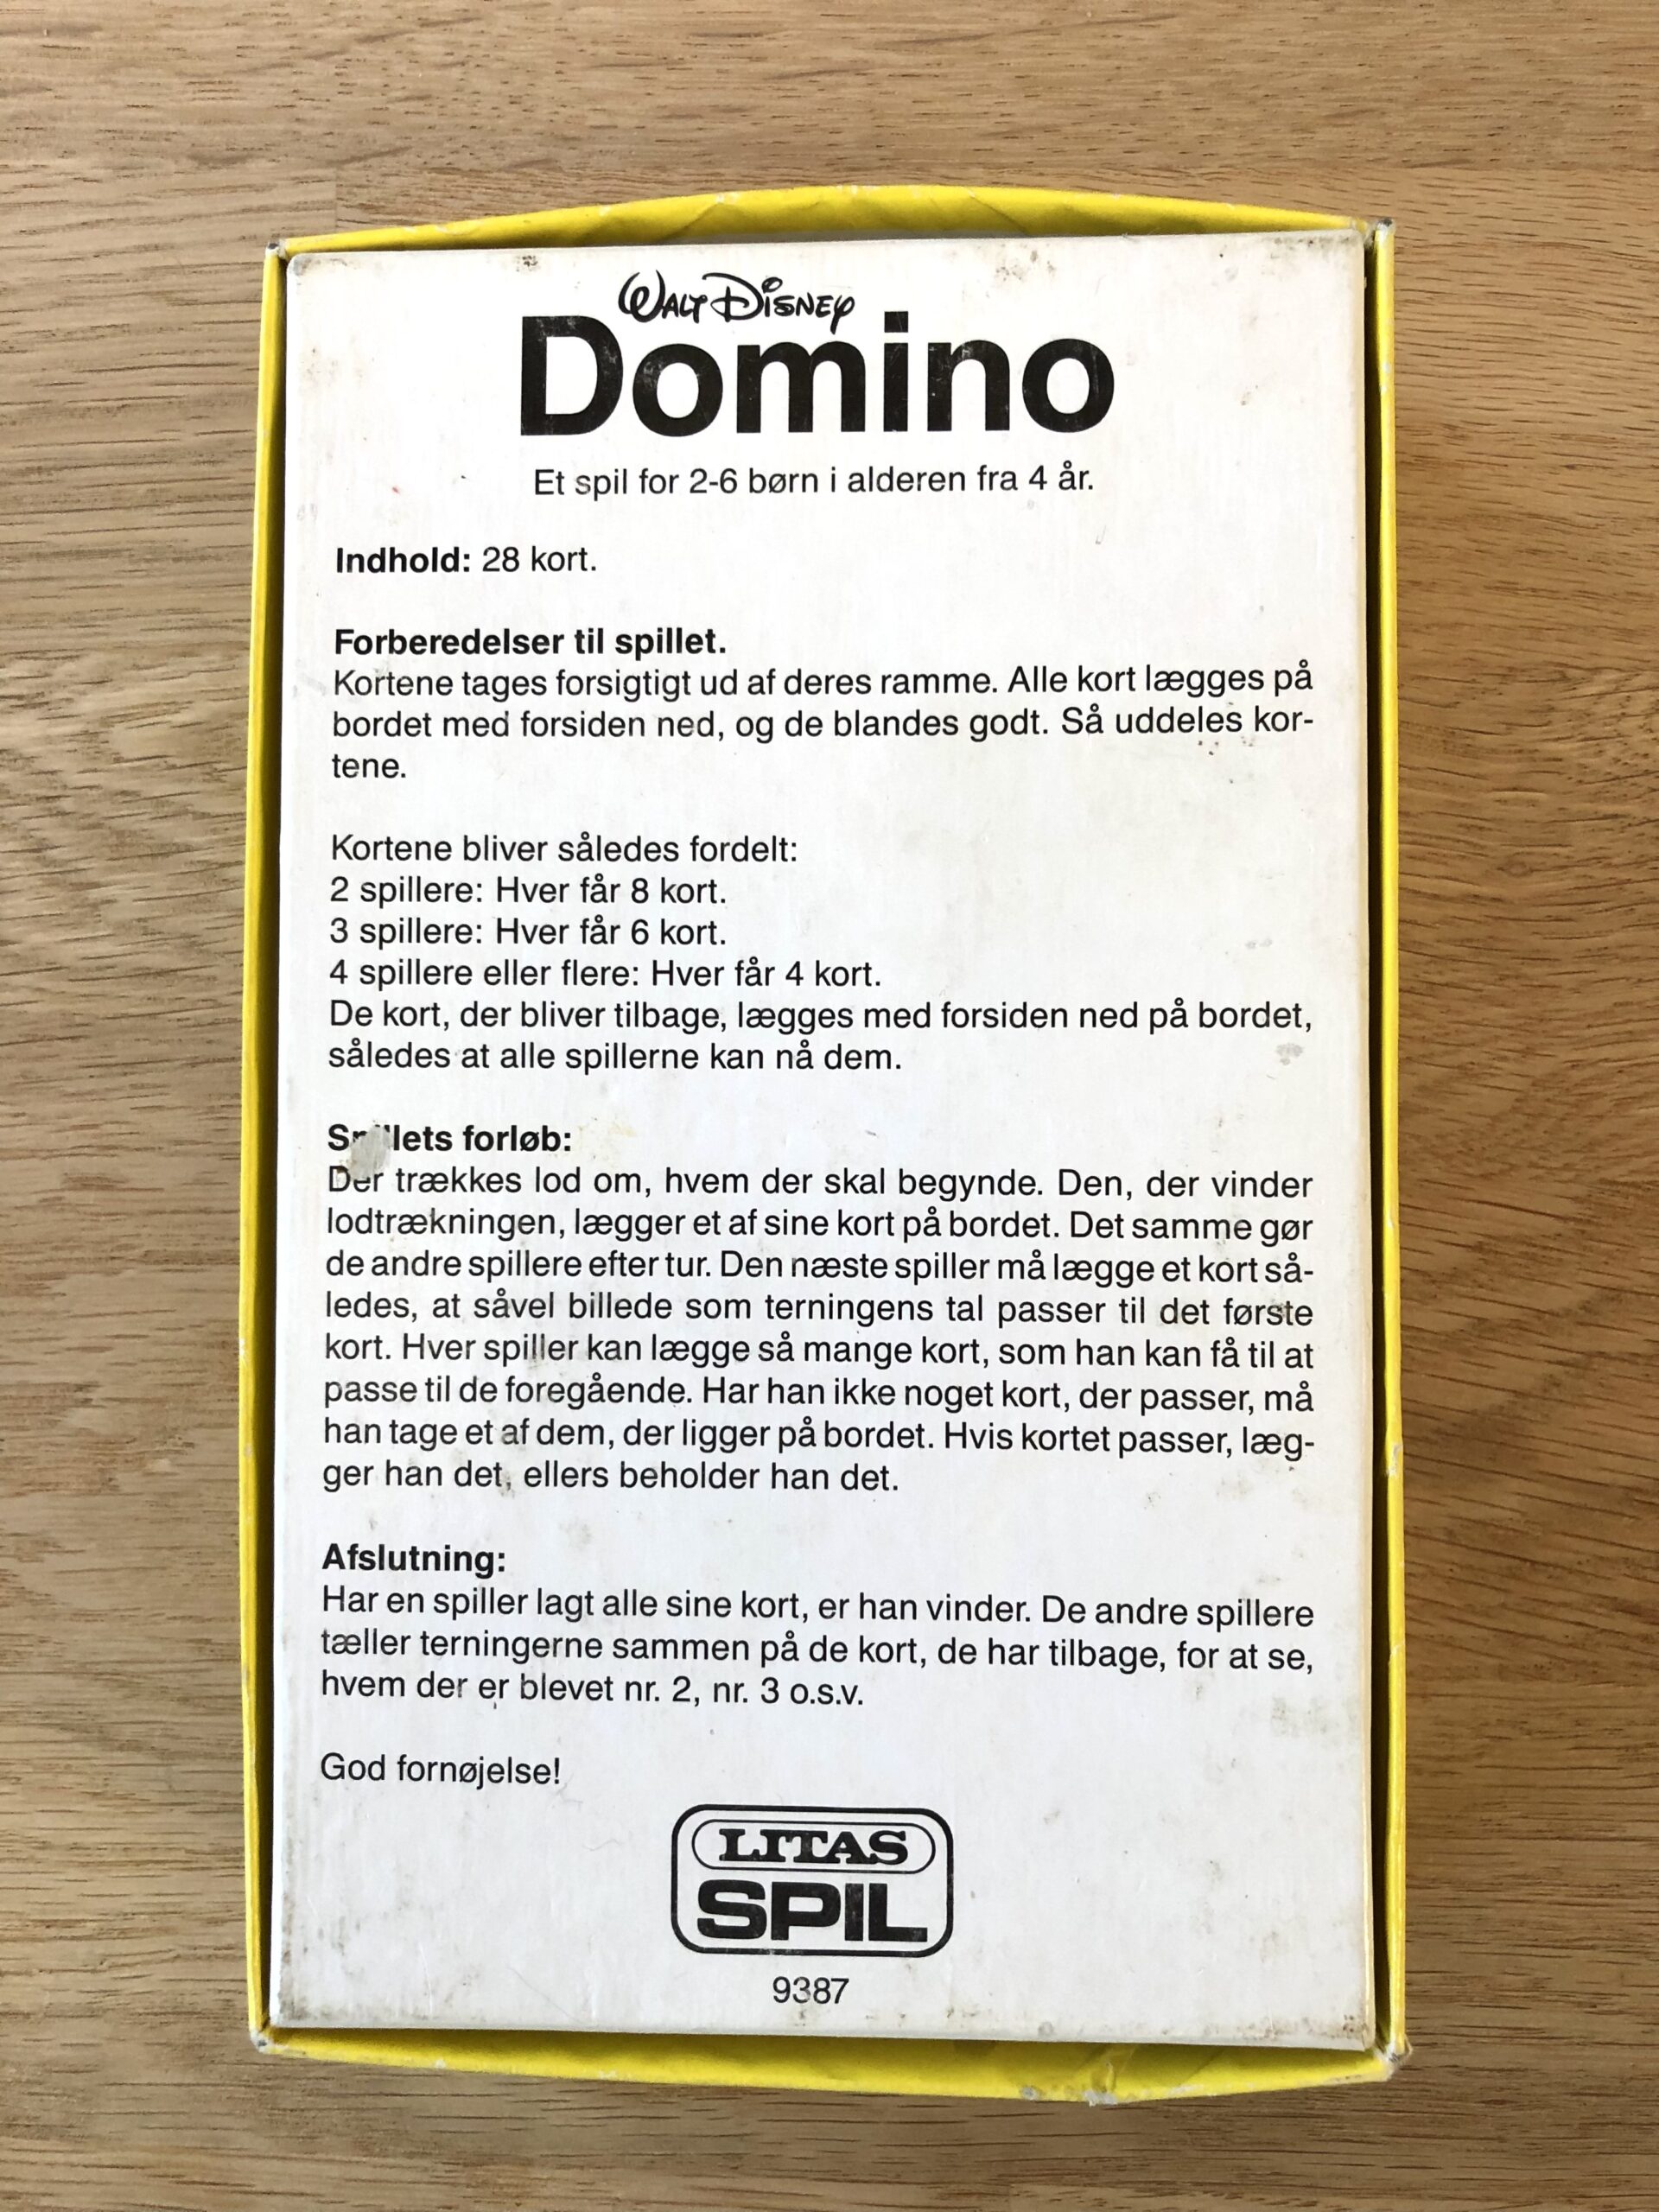 WALT DISNEY
Domino
Et spil for 2-6 børn i alderen fra 4 år.
Indhold: 28 kort.
Forberedelser til spillet.
Kortene tages forsigtigt ud af deres ramme. Alle kort lægges på
bordet med forsiden ned, og de blandes godt. Så uddeles kor-
tene.
Kortene bliver således fordelt:
2 spillere: Hver får 8 kort.
3 spillere: Hver får 6 kort.
4 spillere eller flere: Hver får 4 kort.
De kort, der bliver tilbage, lægges med forsiden ned på bordet,
således at alle spillerne kan nå dem.
Spillets forløb:
Der trækkes lod om, hvem der skal begynde. Den, der vinder
lodtrækningen, lægger et af sine kort på bordet. Det samme gør
de andre spillere efter tur. Den næste spiller må lægge et kort så-
ledes, at såvel billede som terningens tal passer til det første
kort. Hver spiller kan lægge så mange kort, som han kan få til at
passe til de foregående. Har han ikke noget kort, der passer, må
han tage et af dem, der ligger på bordet. Hvis kortet passer, læg-
ger han det, ellers beholder han det.
Afslutning:
Har en spiller lagt alle sine kort, er han vinder. De andre spillere
tæller terningerne sammen på de kort, de har tilbage, for at se,
hvem der er blevet nr. 2, nr. 3 o.s.v.
God fornøjelse!
LITAS
SPIL
9387